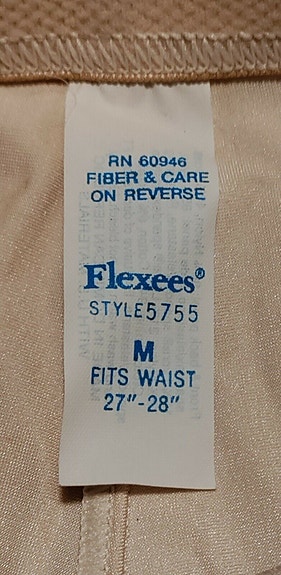 RN 60946
FIBER & CARE
ON REVERSE
Flexees®
STYLE5755
M
FITS WAIST
27"-28"